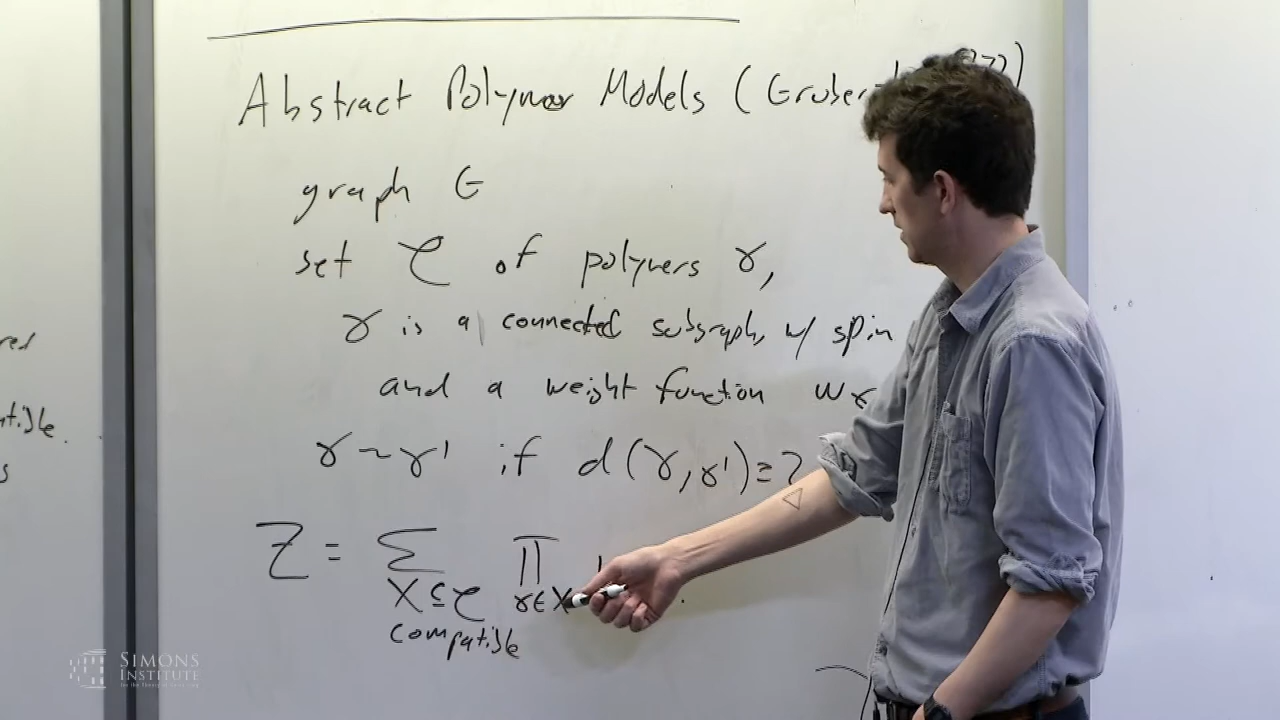 Abstract Polymer Models (Gruber
graph G
set 𝒞 of polymers γ,
γ is a connected subgraph w/ spin
and a weight function wγ
γ ~ γ' if d(γ,γ') ≥ 2
Z = Σ Π
X ⊆ 𝒞 γ∈X
compatible
SIMONS
INSTITUTE